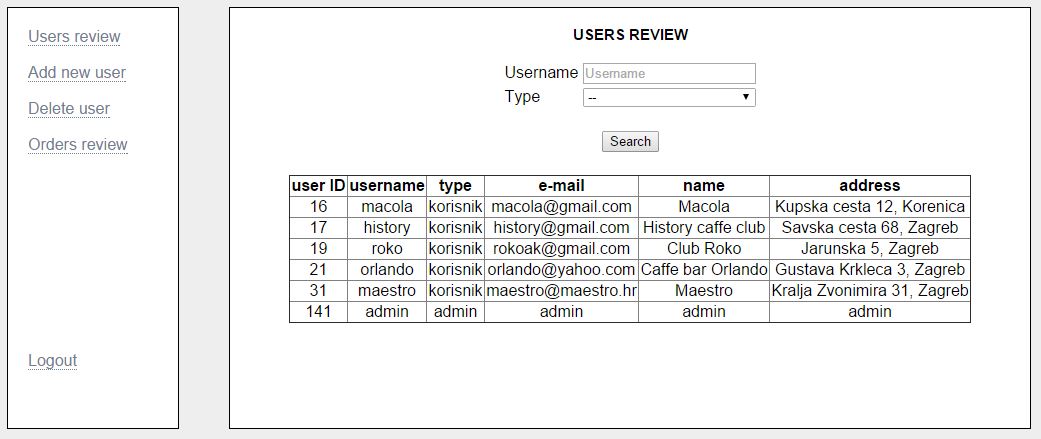 Users review
Add new user
Delete user
Orders review
Logout
USERS REVIEW
Username Username
Type --
Search
user ID username type e-mail name address
16 macola korisnik macola@gmail.com Macola Kupska cesta 12, Korenica
17 history korisnik history@gmail.com History caffe club Savska cesta 68, Zagreb
19 roko korisnik rokoak@gmail.com Club Roko Jarunska 5, Zagreb
21 orlando korisnik orlando@yahoo.com Caffe bar Orlando Gustava Krkleca 3, Zagreb
31 maestro korisnik maestro@maestro.hr Maestro Kralja Zvonimira 31, Zagreb
141 admin admin admin admin admin